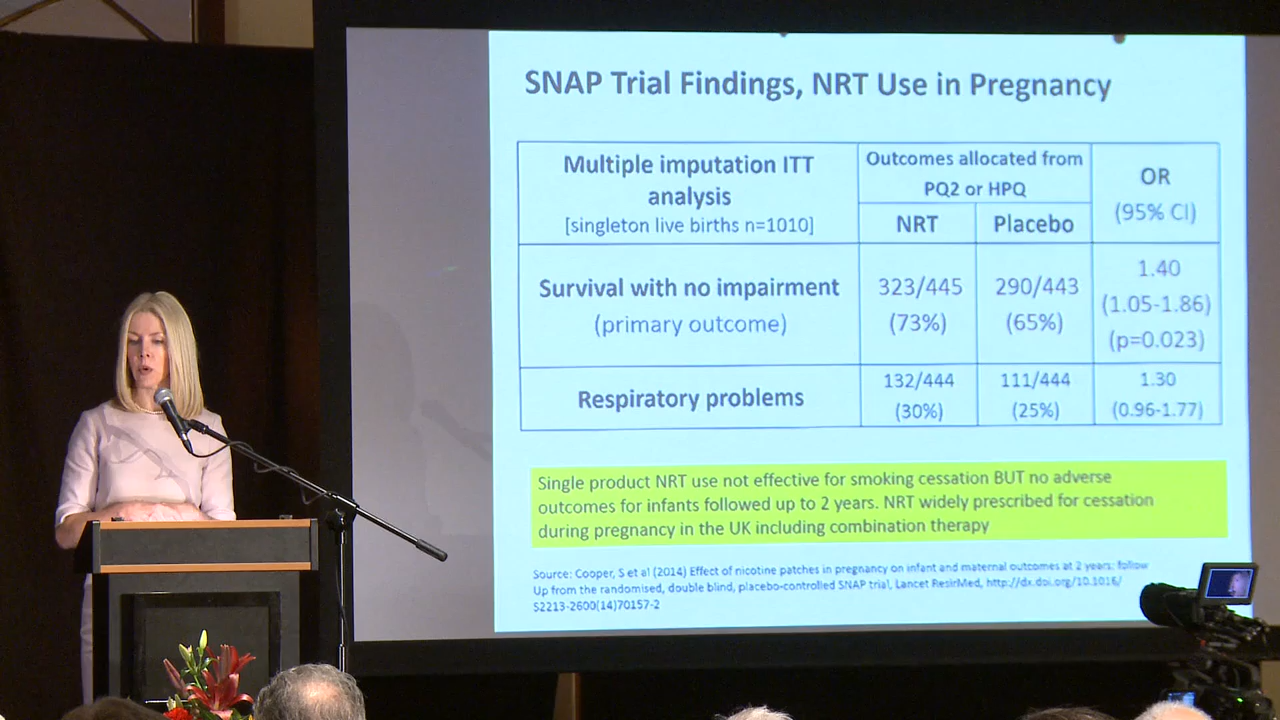 SNAP Trial Findings, NRT Use in Pregnancy
Multiple imputation ITT
analysis
[singleton live births n=1010]
Outcomes allocated from
PQ2 or HPQ
NRT
Placebo
OR
(95% CI)
Survival with no impairment
(primary outcome)
323/445
(73%)
290/443
(65%)
1.40
(1.05-1.86)
(p=0.023)
Respiratory problems
132/444
(30%)
111/444
(25%)
1.30
(0.96-1.77)
Single product NRT use not effective for smoking cessation BUT no adverse
outcomes for infants followed up to 2 years. NRT widely prescribed for cessation
during pregnancy in the UK including combination therapy
Source: Cooper, S et al (2014) Effect of nicotine patches in pregnancy on infant and maternal outcomes at 2 years: follow
Up from the randomised, double blind, placebo-controlled SNAP trial, Lancet ResirMed, http://dx.doi.org/10.1016/
S2213-2600(14)70157-2